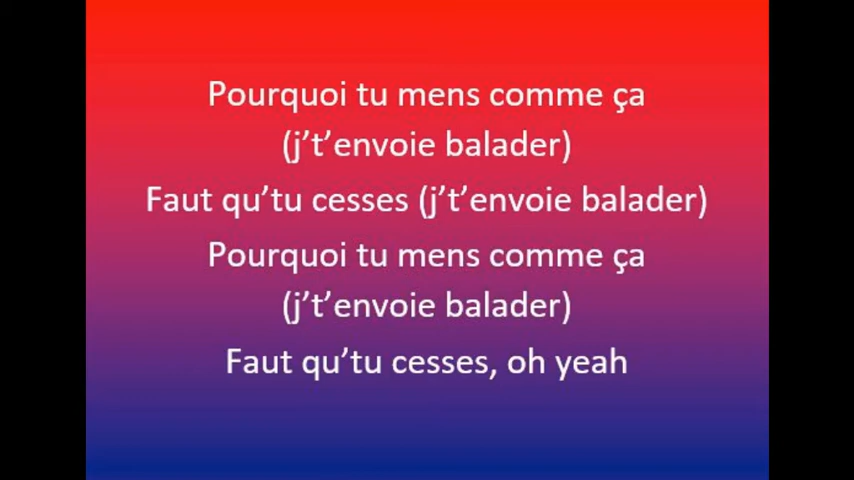 Pourquoi tu mens comme ça
(j’t’envoie balader)
Faut qu’tu cesses (j’t’envoie balader)
Pourquoi tu mens comme ça
(j’t’envoie balader)
Faut qu’tu cesses, oh yeah